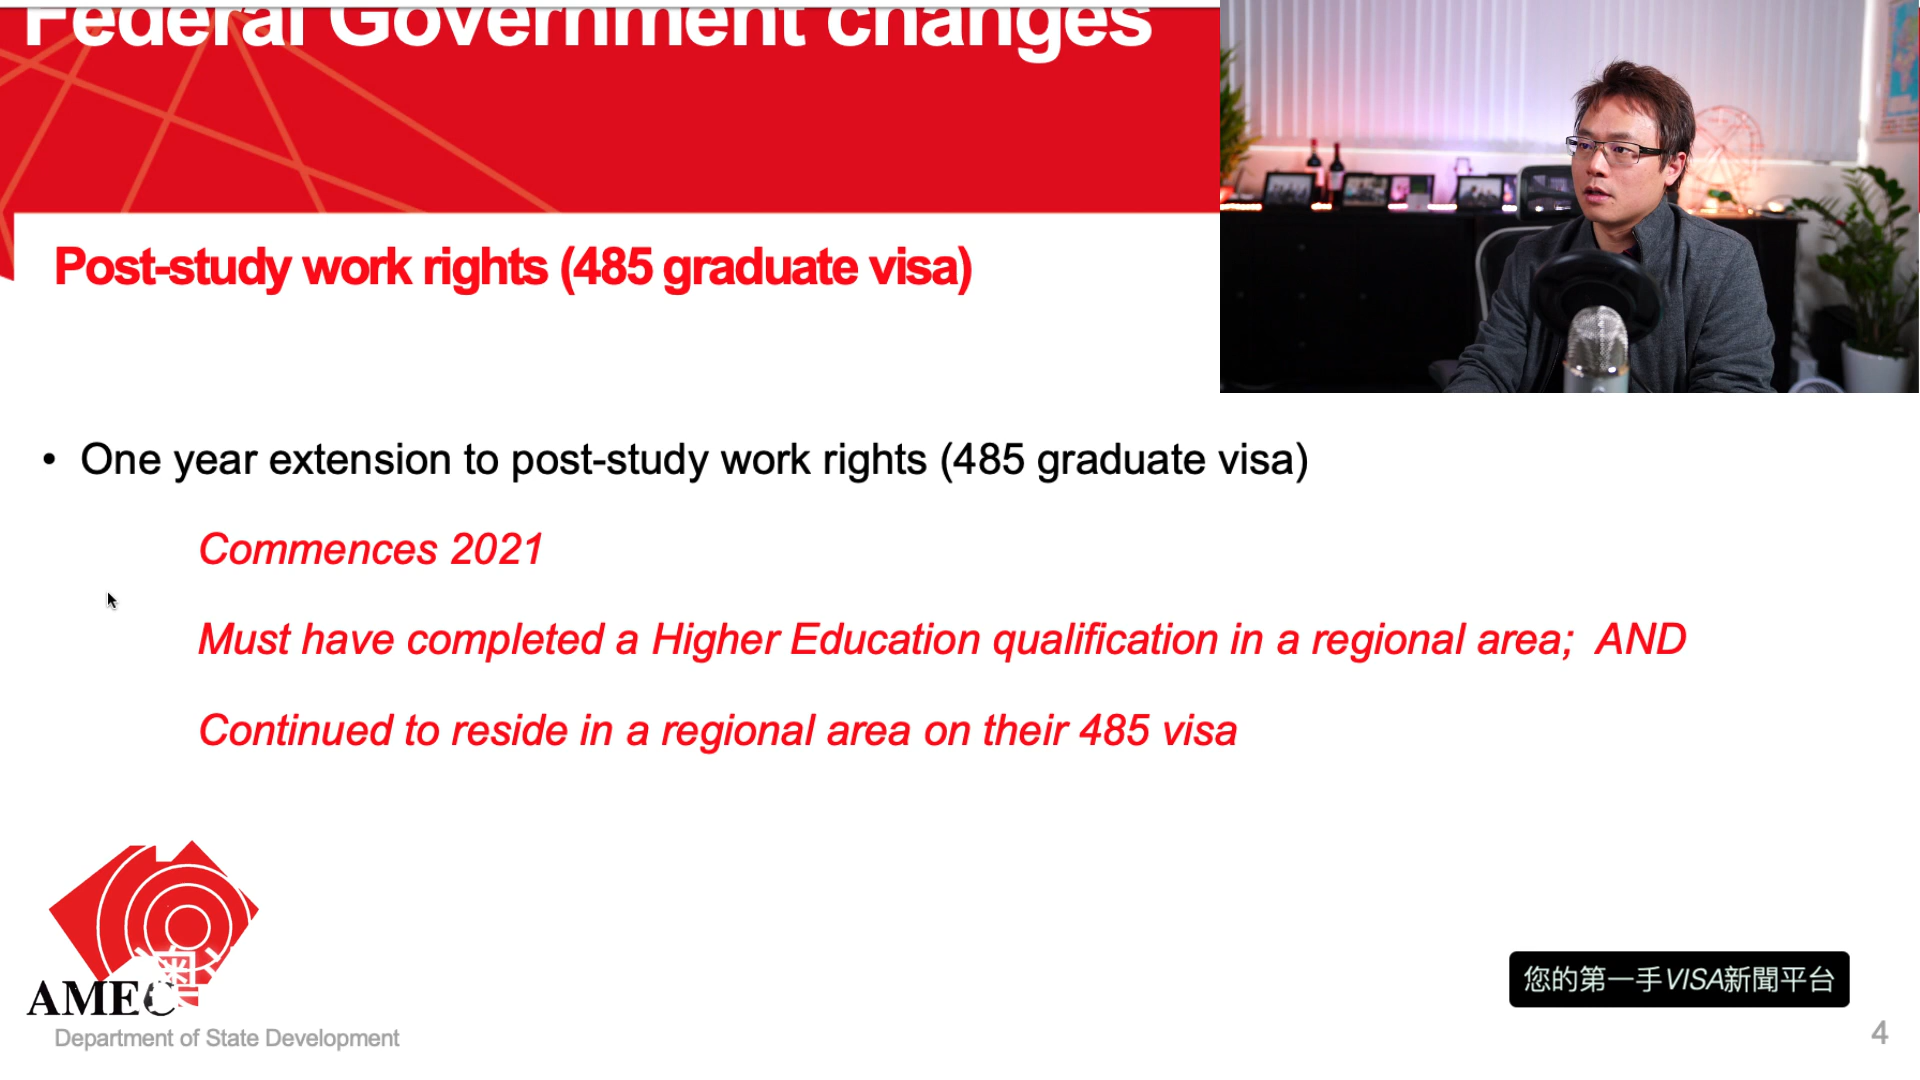 Federal Government changes
Post-study work rights (485 graduate visa)
• One year extension to post-study work rights (485 graduate visa)
Commences 2021
Must have completed a Higher Education qualification in a regional area; AND
Continued to reside in a regional area on their 485 visa
AMEC
Department of State Development
您的第一手VISA新聞平台
4